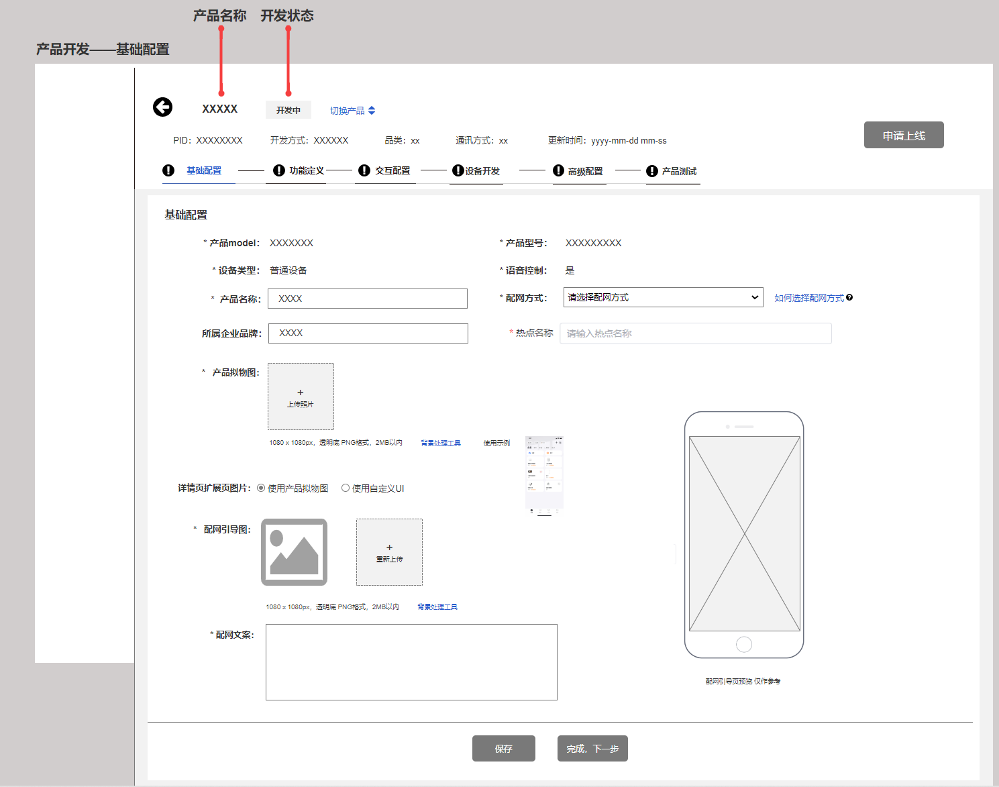 产品名称 开发状态
产品开发——基础配置
XXXXX 开发中 切换产品
PID：XXXXXXXX 开发方式：XXXXXX 品类：xx 通讯方式：xx 更新时间：yyyy-mm-dd mm-ss
申请上线
基础配置 功能定义 交互配置 设备开发 高级配置 产品测试
基础配置
* 产品model： XXXXXXX * 产品型号： XXXXXXXXX
* 设备类型： 普通设备 * 语音控制： 是
* 产品名称： XXXX * 配网方式： 请选择配网方式 如何选择配网方式
所属企业品牌： XXXX * 热点名称 请输入热点名称
* 产品拟物图：
+
上传照片
1080 x 1080px，透明底 PNG格式，2MB以内 背景处理工具 使用示例
详情页扩展页图片： 使用产品拟物图 使用自定义UI
* 配网引导图：
+
重新上传
1080 x 1080px，透明底 PNG格式，2MB以内 背景处理工具
* 配网文案：
配网引导页预览 仅作参考
保存 完成，下一步